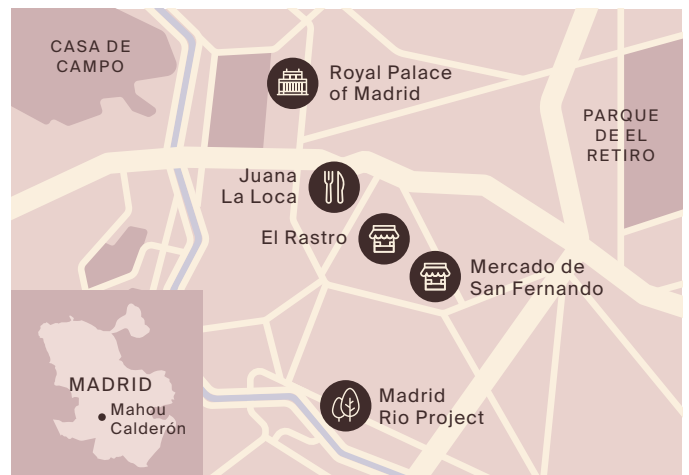 CASA DE
CAMPO
Royal Palace
of Madrid
PARQUE
DE EL
RETIRO
Juana
La Loca
El Rastro
Mercado de
San Fernando
MADRID
Mahou
Calderón
Madrid
Rio Project